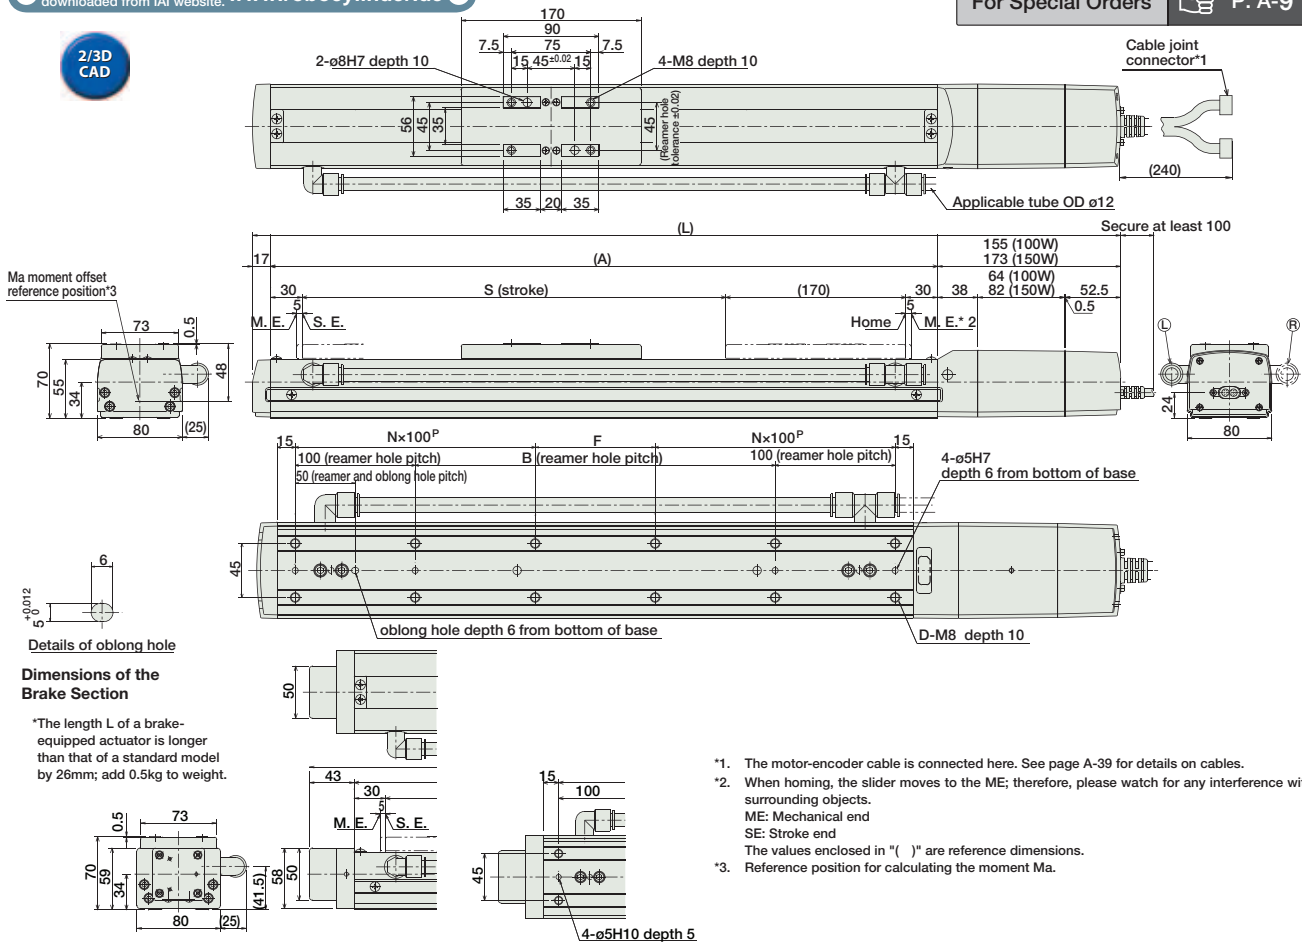 downloaded from IAI website.
For Special Orders
P. A-9
2/3D
CAD
170
90
7.5
75
7.5
15
45±0.02
15
2-ø8H7 depth 10
4-M8 depth 10
Cable joint
connector*1
56
45
35
45
(Reamer hole
tolerance ±0.02)
35
20
35
(240)
Applicable tube OD ø12
(L)
Secure at least 100
155 (100W)
173 (150W)
17
(A)
64 (100W)
82 (150W)
30
S (stroke)
(170)
30
38
52.5
0.5
5
5
M. E.
S. E.
Home
M. E.* 2
Ma moment offset
reference position*3
73
0.5
70
55
34
48
80
(25)
L
R
24
80
15
N×100P
F
N×100P
15
100 (reamer hole pitch)
B (reamer hole pitch)
100 (reamer hole pitch)
50 (reamer and oblong hole pitch)
4-ø5H7
depth 6 from bottom of base
45
6
5 +0.012 0
Details of oblong hole
oblong hole depth 6 from bottom of base
D-M8 depth 10
Dimensions of the
Brake Section
*The length L of a brake-
equipped actuator is longer
than that of a standard model
by 26mm; add 0.5kg to weight.
50
43
30
5
M. E.
S. E.
58
50
15
100
45
4-ø5H10 depth 5
0.5
73
70
59
34
(41.5)
80
(25)
*1. The motor-encoder cable is connected here. See page A-39 for details on cables.
*2. When homing, the slider moves to the ME; therefore, please watch for any interference wi
surrounding objects.
ME: Mechanical end
SE: Stroke end
The values enclosed in "( )" are reference dimensions.
*3. Reference position for calculating the moment Ma.